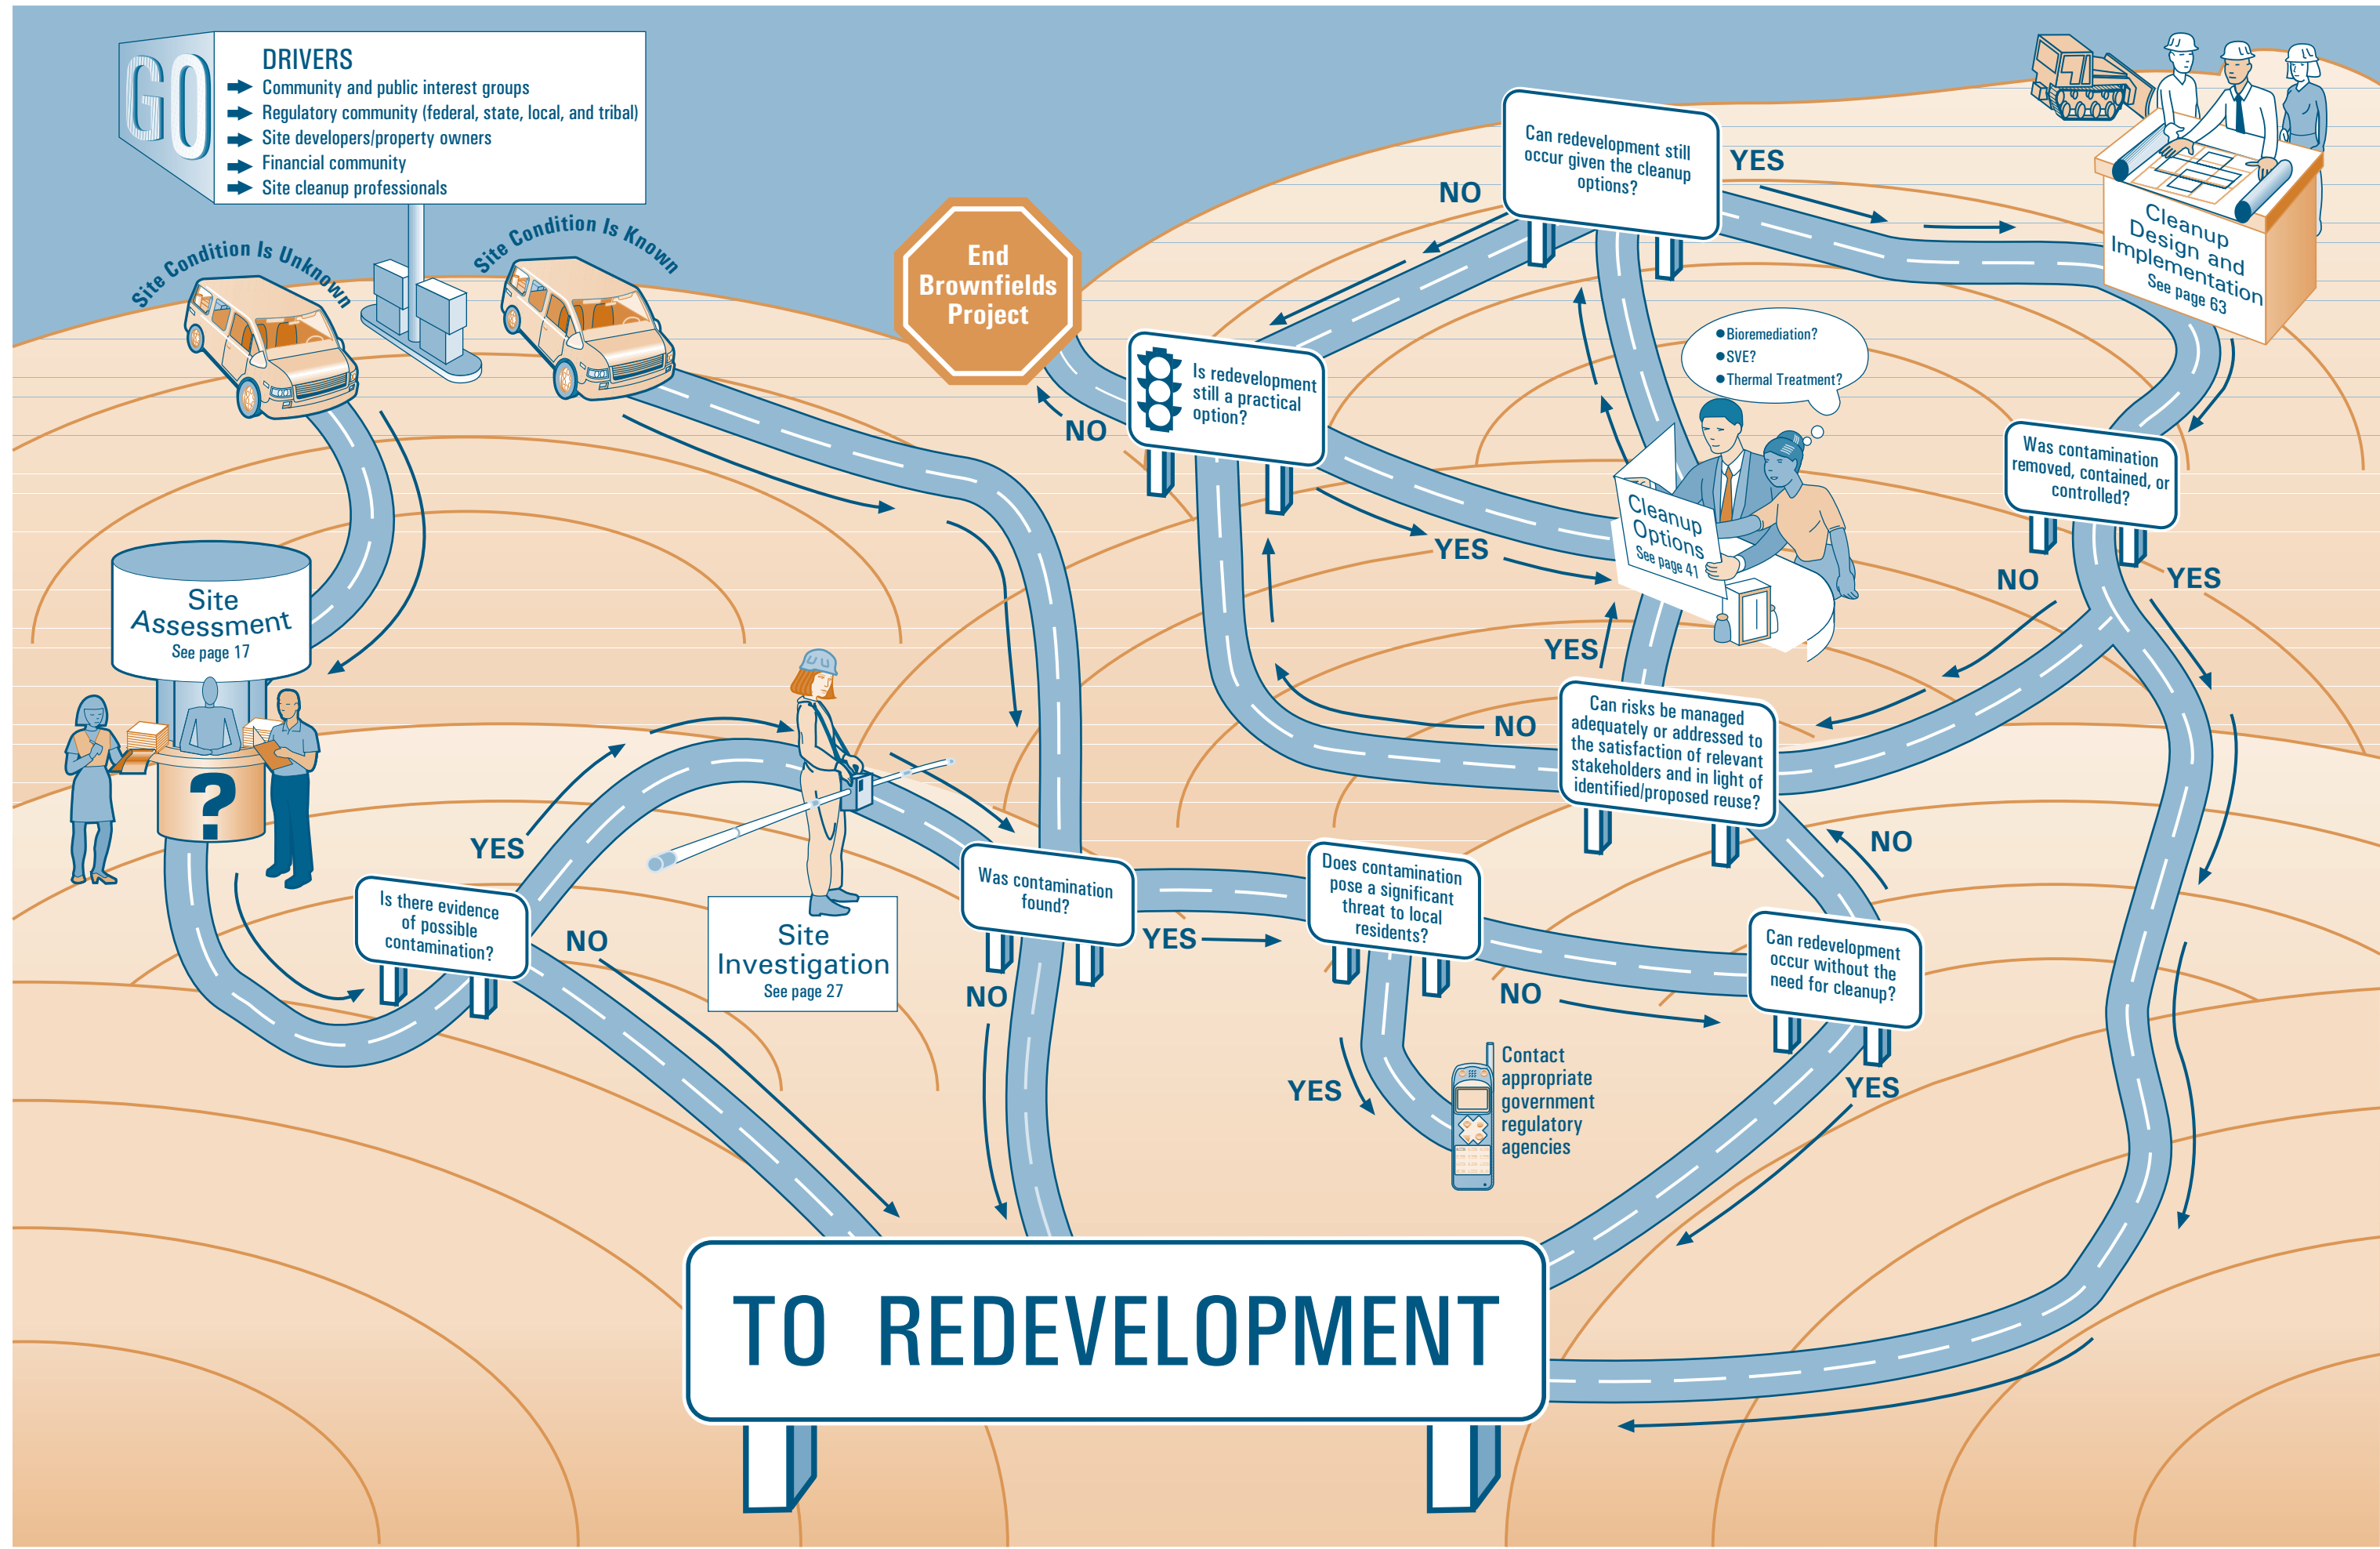 GO
DRIVERS
Community and public interest groups
Regulatory community (federal, state, local, and tribal)
Site developers/property owners
Financial community
Site cleanup professionals
Site Condition Is Unknown
Site Condition Is Known
End
Brownfields
Project
NO
Is redevelopment
still a practical
option?
YES
Can redevelopment still
occur given the cleanup
options?
NO
YES
Cleanup
Design and
Implementation
See page 63
●Bioremediation?
●SVE?
●Thermal Treatment?
Cleanup
Options
See page 41
Was contamination
removed, contained, or
controlled?
NO
YES
YES
Can risks be managed
adequately or addressed to
the satisfaction of relevant
stakeholders and in light of
identified/proposed reuse?
NO
NO
Site
Assessment
See page 17
?
Is there evidence
of possible
contamination?
YES
NO
Site
Investigation
See page 27
Was contamination
found?
YES
NO
Does contamination
pose a significant
threat to local
residents?
NO
YES
Contact
appropriate
government
regulatory
agencies
Can redevelopment
occur without the
need for cleanup?
YES
TO REDEVELOPMENT